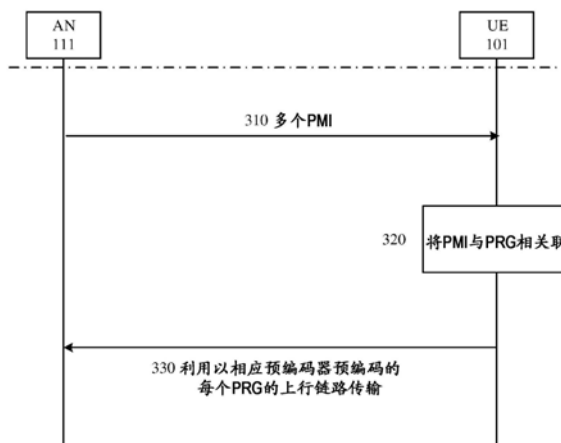 AN
111
UE
101
310 多个PMI
320
将PMI与PRG相关联
330 利用以相应预编码器预编码的
每个PRG的上行链路传输